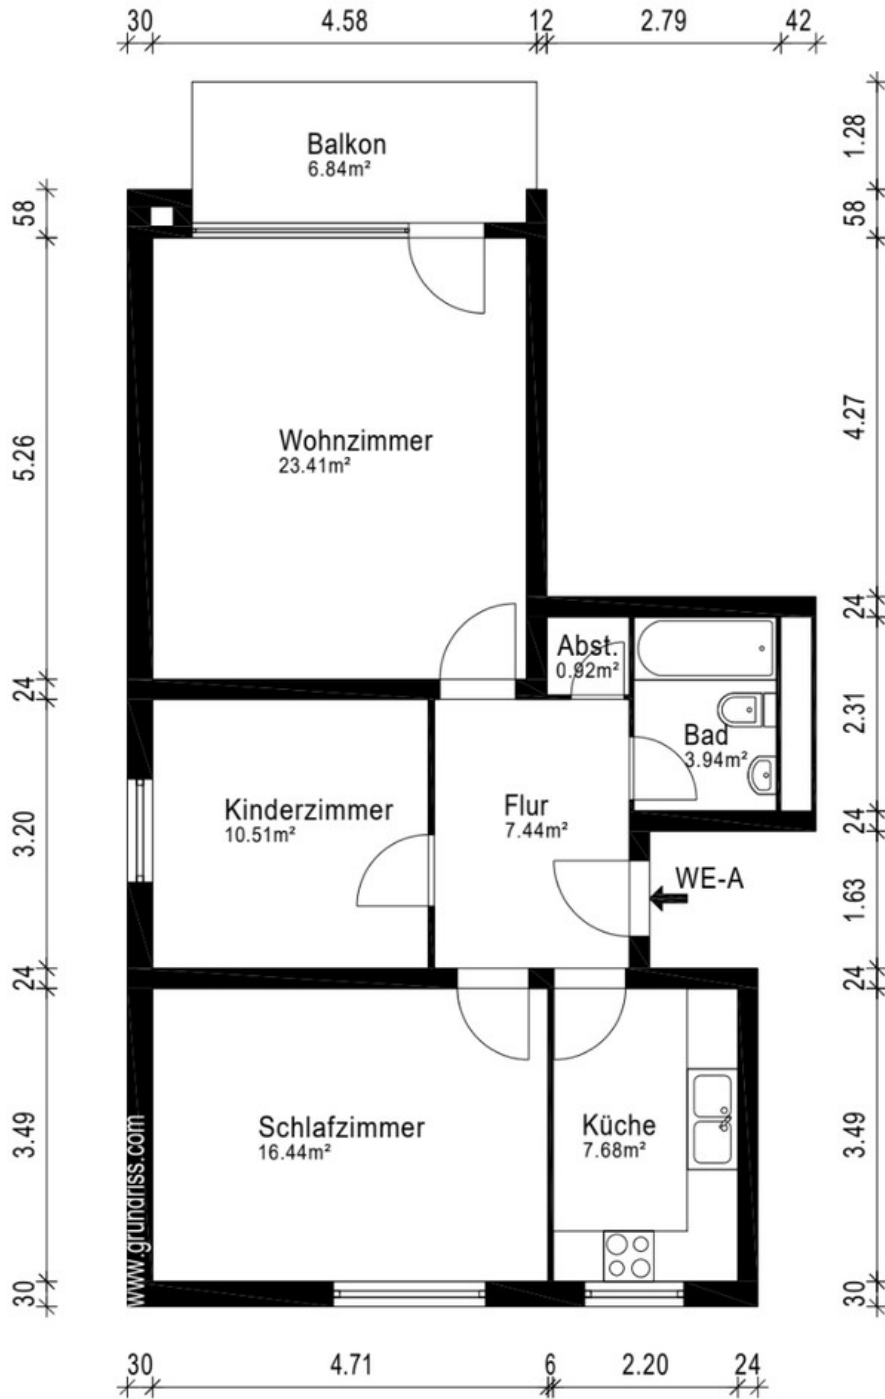 30 4.58 12 2.79 42
1.28
58
4.27
24
2.31
24
1.63
24
3.49
30
58
5.26
24
3.20
24
3.49
30
Balkon
6.84m²
Wohnzimmer
23.41m²
Abst.
0.92m²
Bad
3.94m²
Kinderzimmer
10.51m²
Flur
7.44m²
WE-A
Schlafzimmer
16.44m²
Küche
7.68m²
www.grundriss.com
30 4.71 6 2.20 24